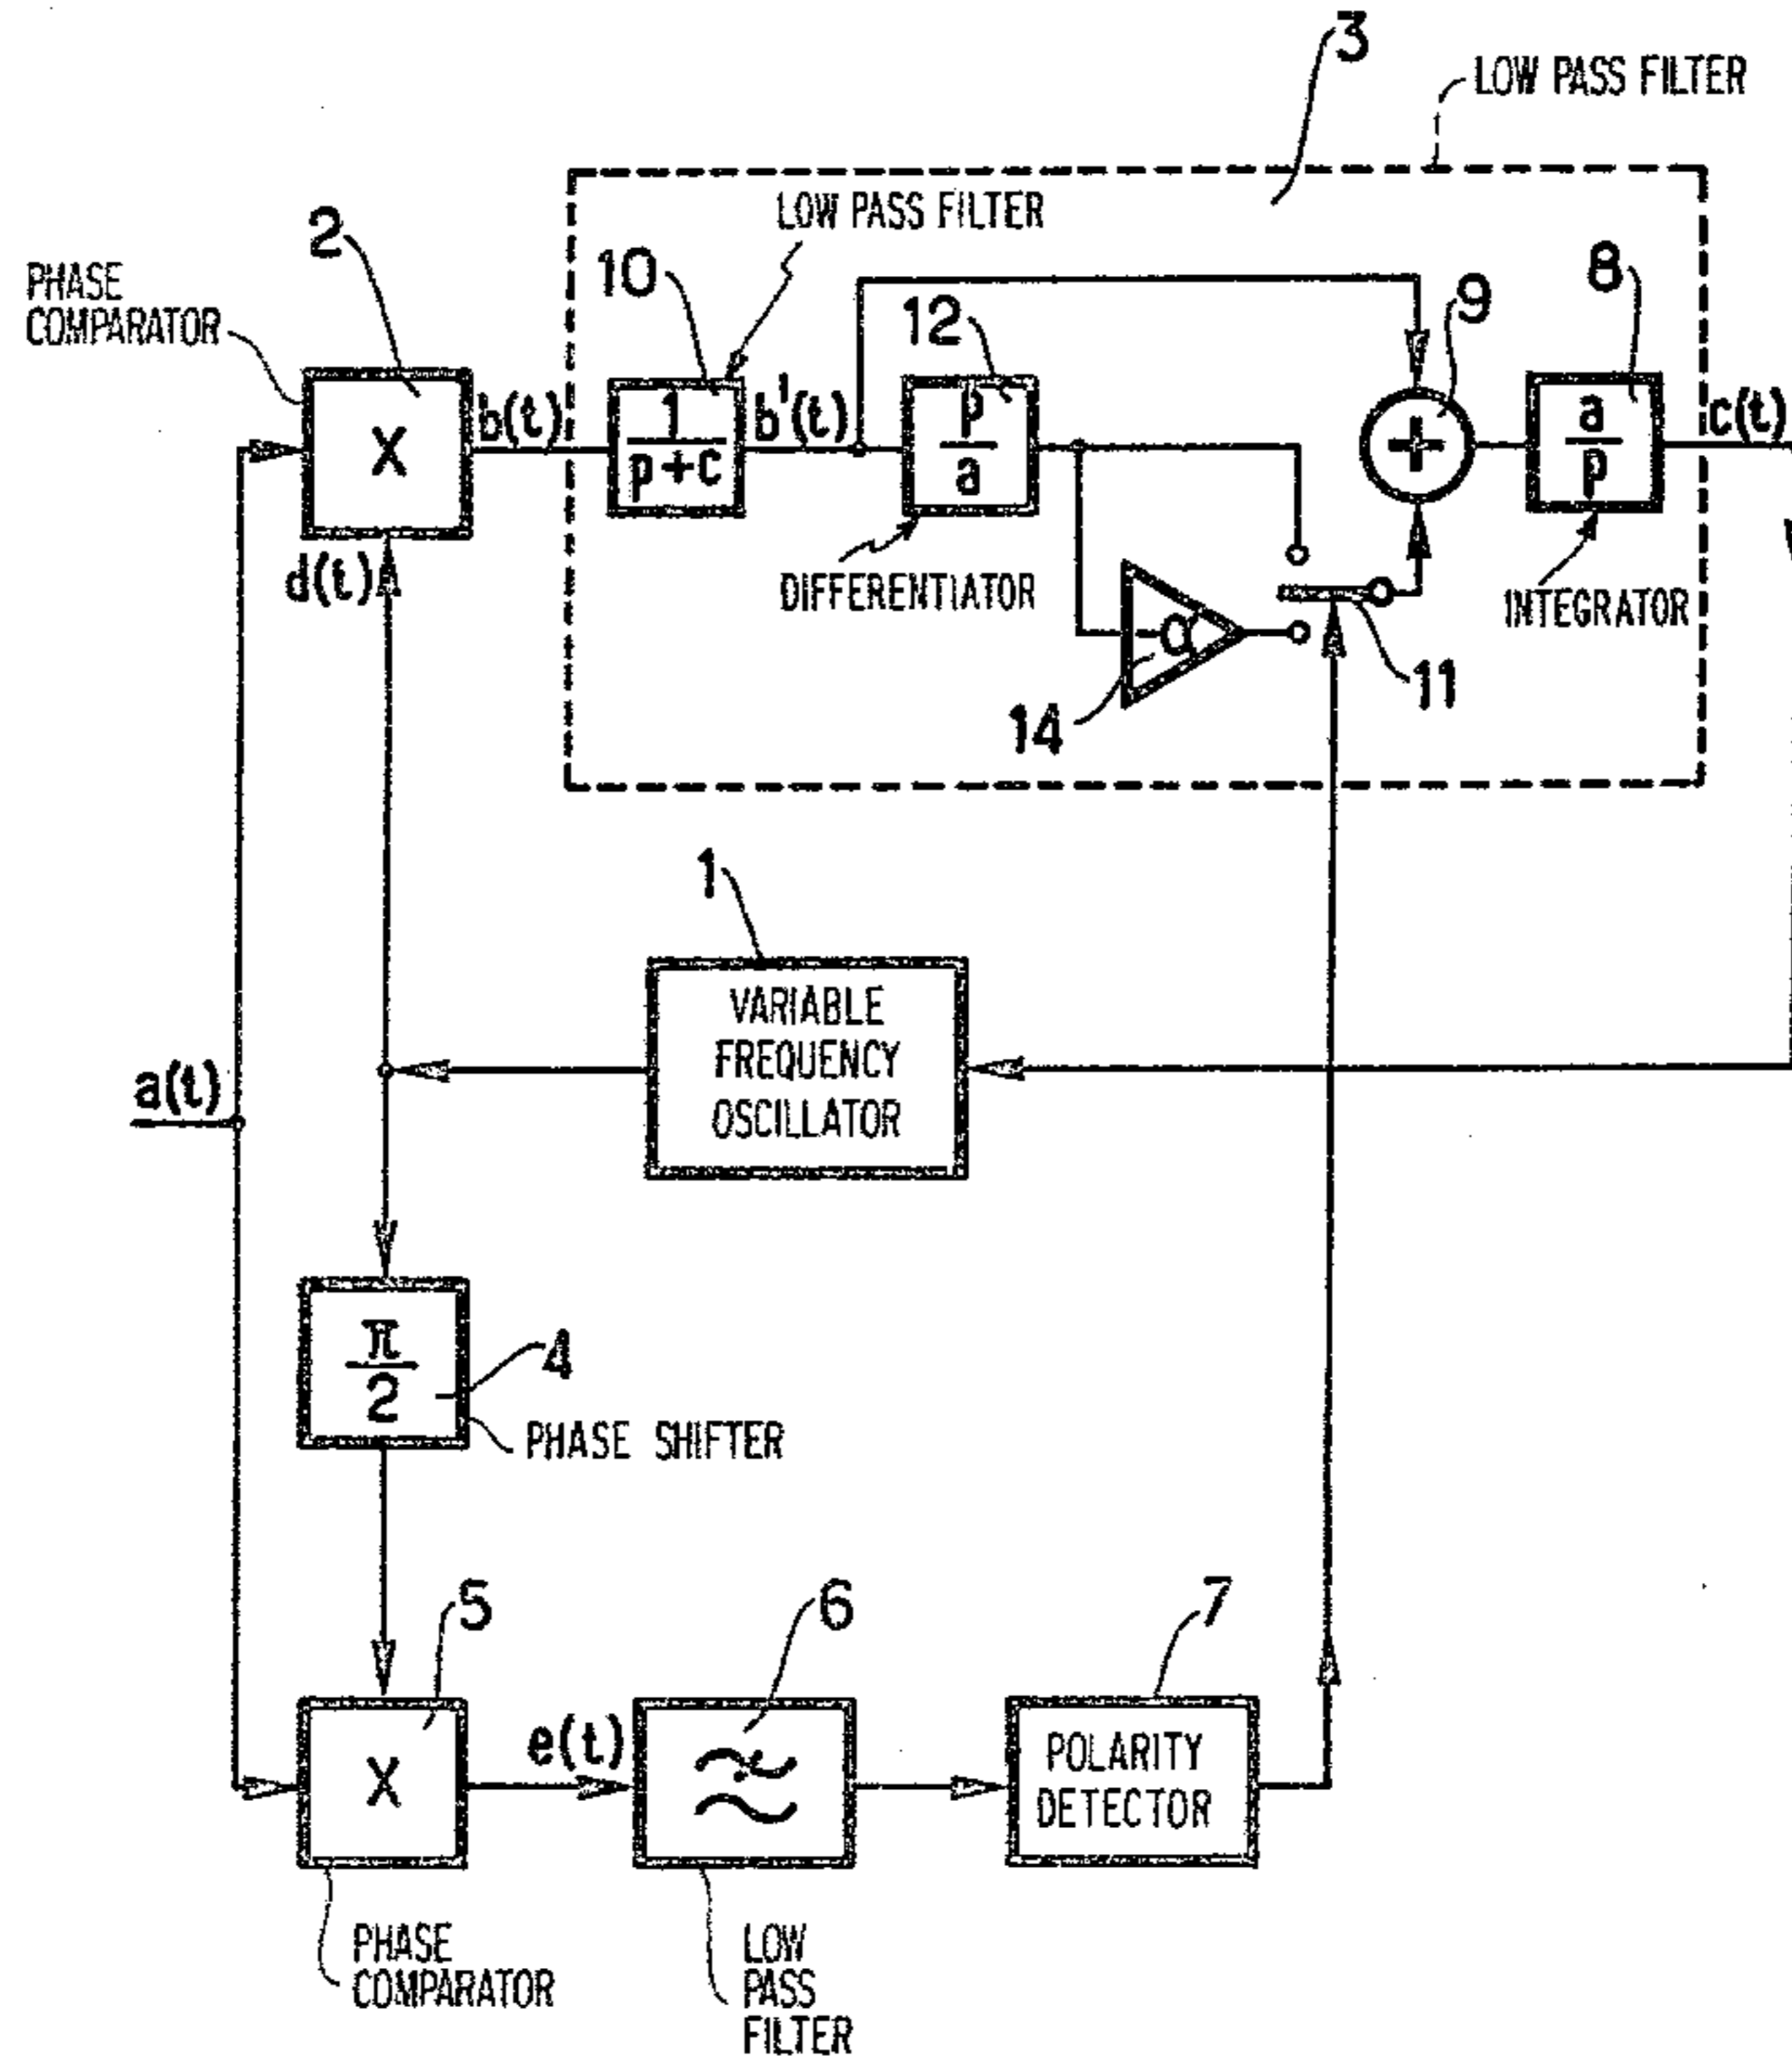 3
LOW PASS FILTER
LOW PASS FILTER
2
10
12
9
8
PHASE
COMPARATOR
X
b(t)
1
p+c
b'(t)
p
a
+
a
p
c(t)
d(t)
DIFFERENTIATOR
α
INTEGRATOR
14
11
1
VARIABLE
FREQUENCY
OSCILLATOR
a(t)
π
2
4
PHASE SHIFTER
5
6
7
X
e(t)
POLARITY
DETECTOR
PHASE
COMPARATOR
LOW
PASS
FILTER